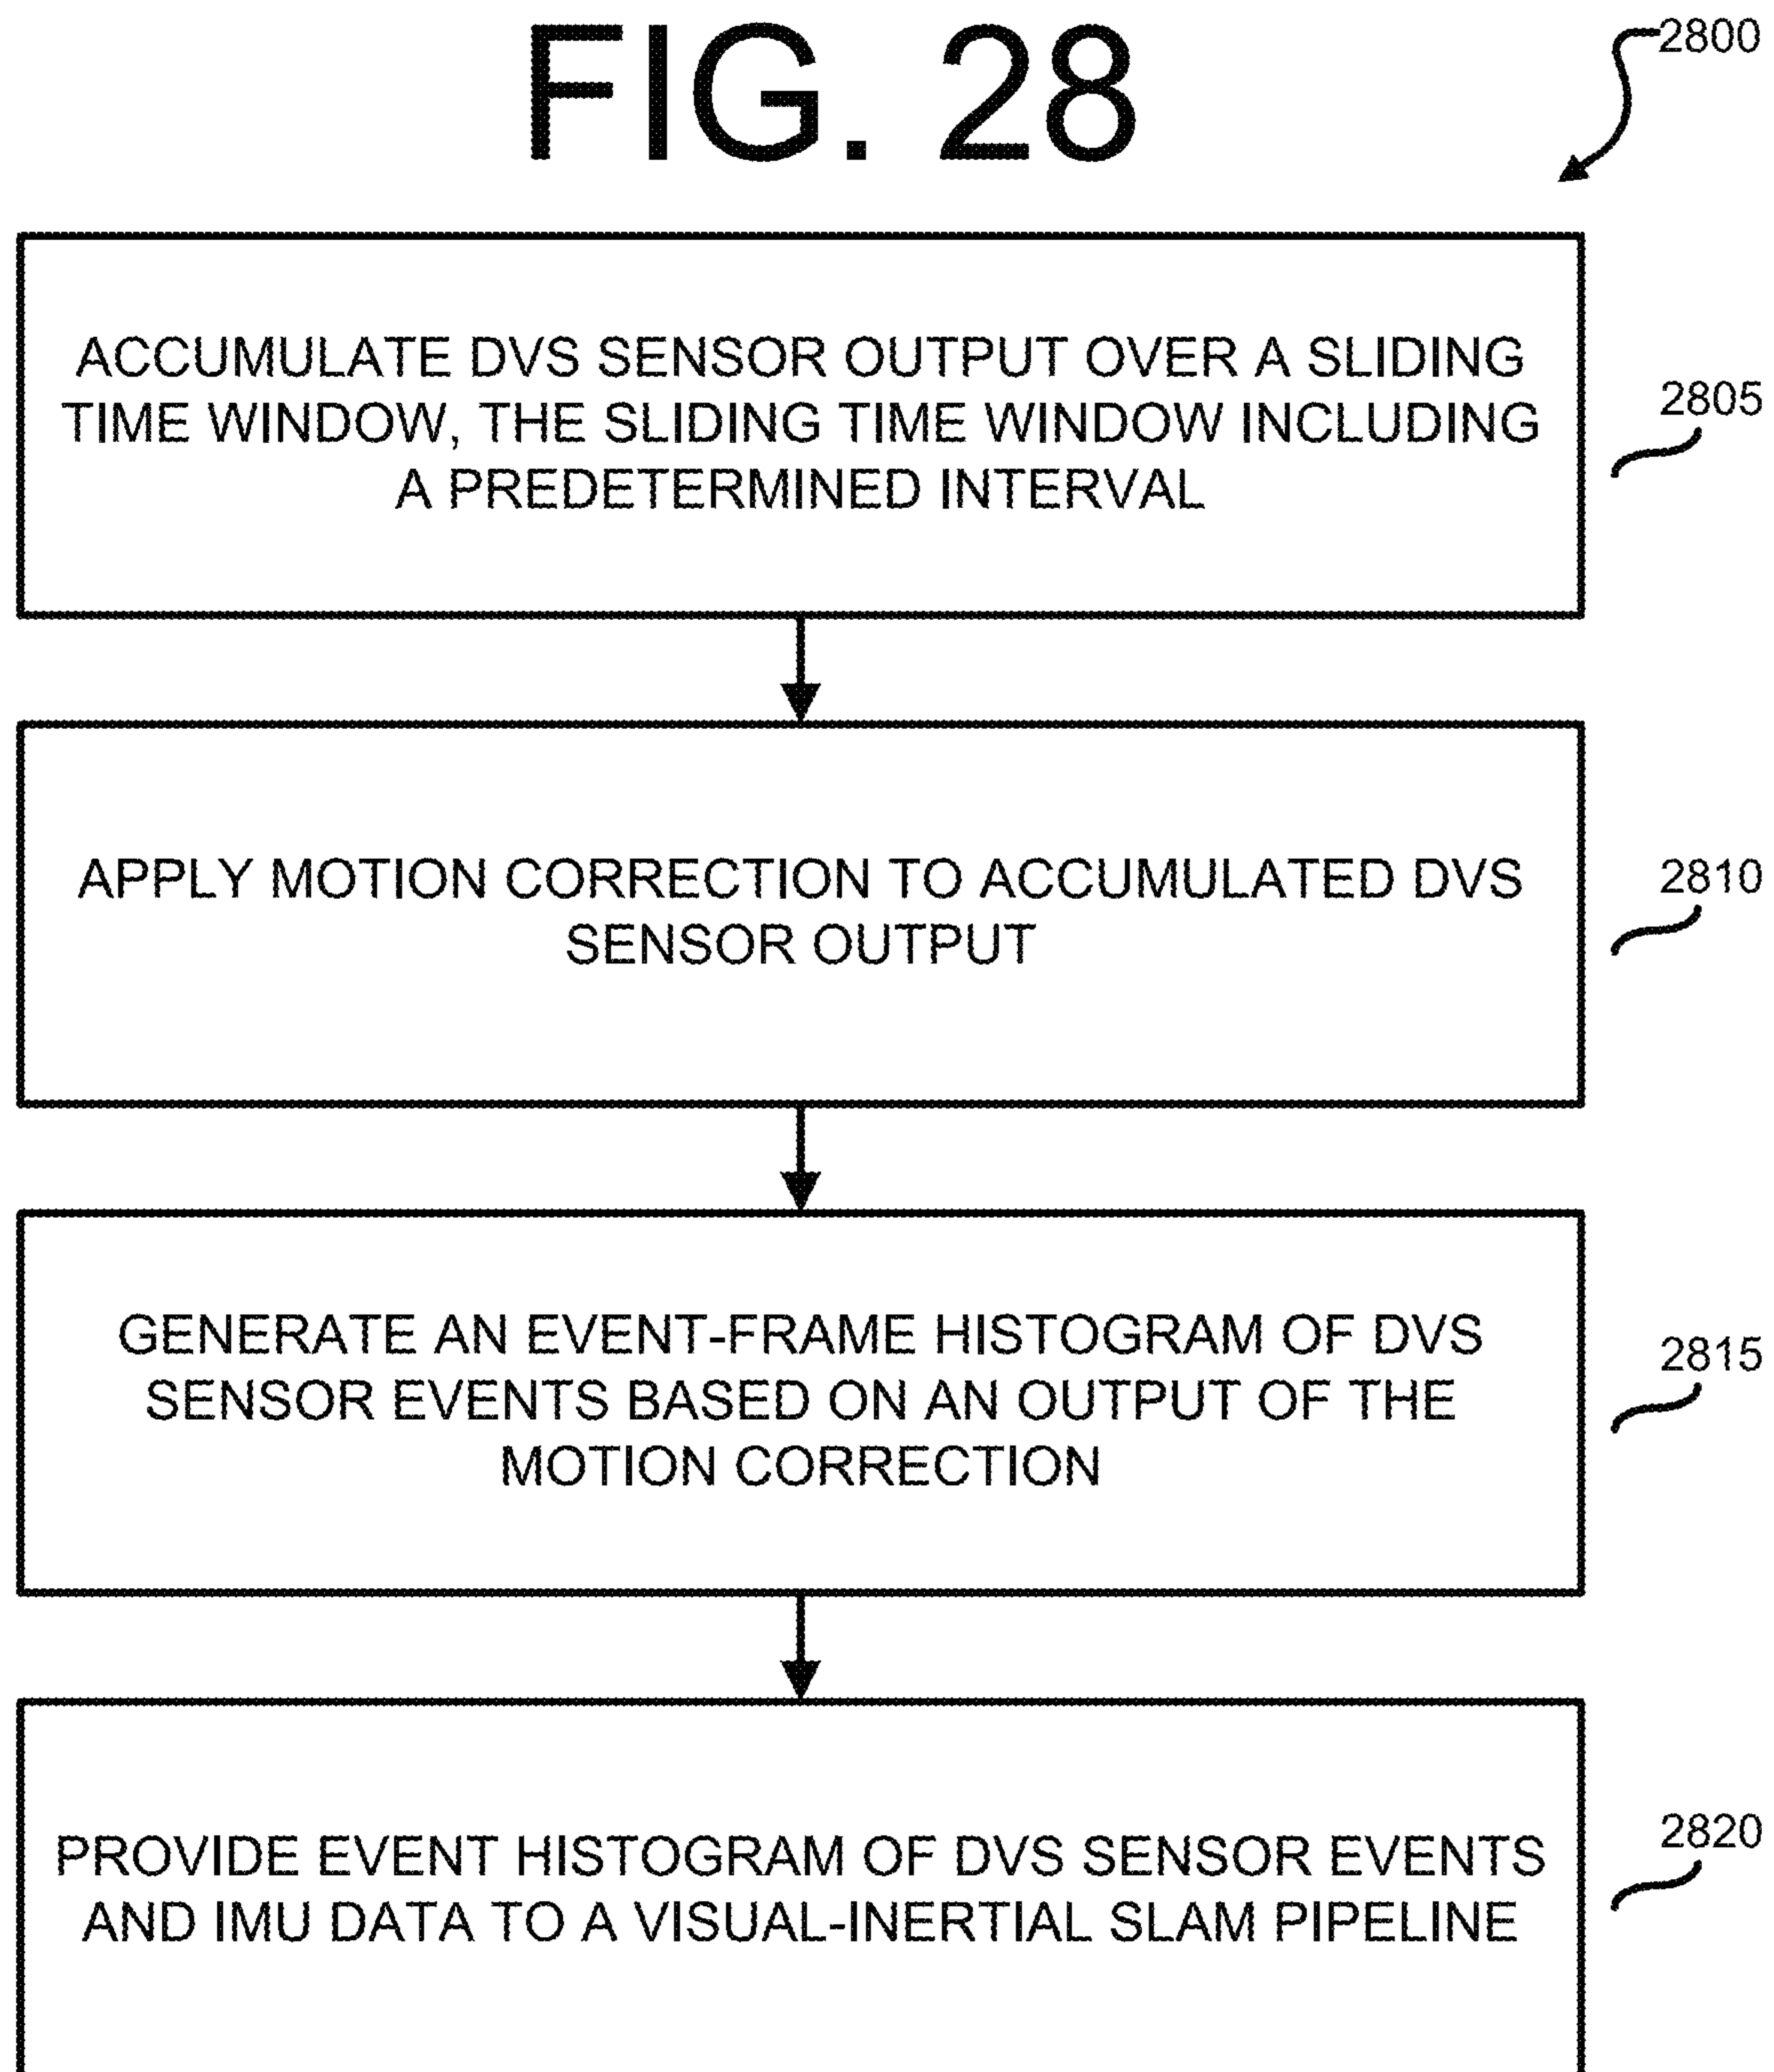 FIG. 28
2800
ACCUMULATE DVS SENSOR OUTPUT OVER A SLIDING
TIME WINDOW, THE SLIDING TIME WINDOW INCLUDING
A PREDETERMINED INTERVAL
2805
APPLY MOTION CORRECTION TO ACCUMULATED DVS
SENSOR OUTPUT
2810
GENERATE AN EVENT-FRAME HISTOGRAM OF DVS
SENSOR EVENTS BASED ON AN OUTPUT OF THE
MOTION CORRECTION
2815
PROVIDE EVENT HISTOGRAM OF DVS SENSOR EVENTS
AND IMU DATA TO A VISUAL-INERTIAL SLAM PIPELINE
2820